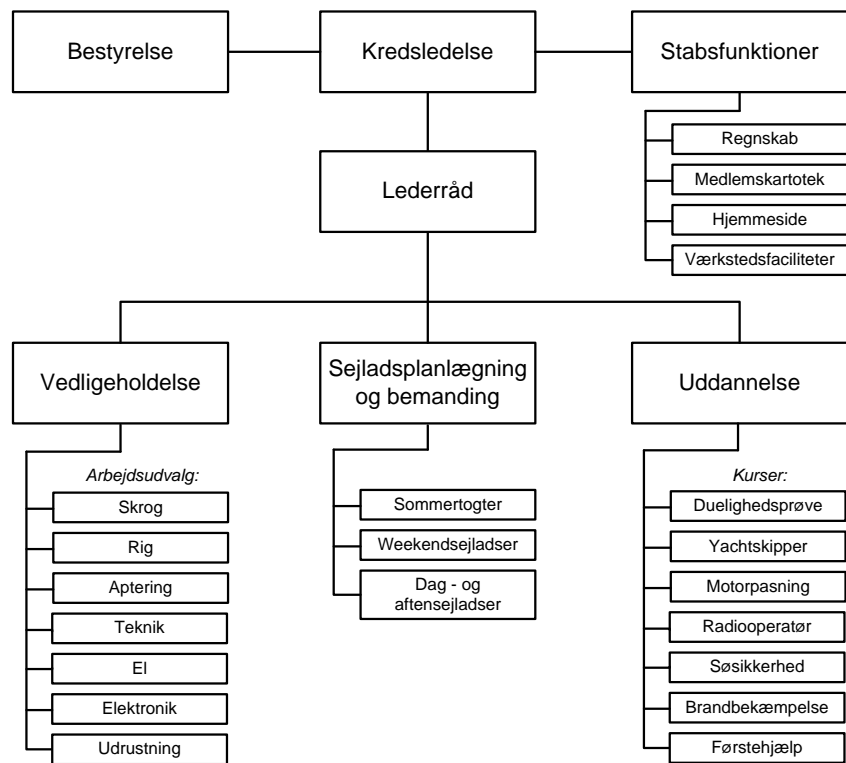 Bestyrelse
Kredsledelse
Stabsfunktioner
Regnskab
Medlemskartotek
Hjemmeside
Værkstedsfaciliteter
Lederråd
Vedligeholdelse
Arbejdsudvalg:
Skrog
Rig
Aptering
Teknik
El
Elektronik
Udrustning
Sejladsplanlægning
og bemanding
Sommertogter
Weekendsejladser
Dag - og
aftensejladser
Uddannelse
Kurser:
Duelighedsprøve
Yachtskipper
Motorpasning
Radiooperatør
Søsikkerhed
Brandbekæmpelse
Førstehjælp